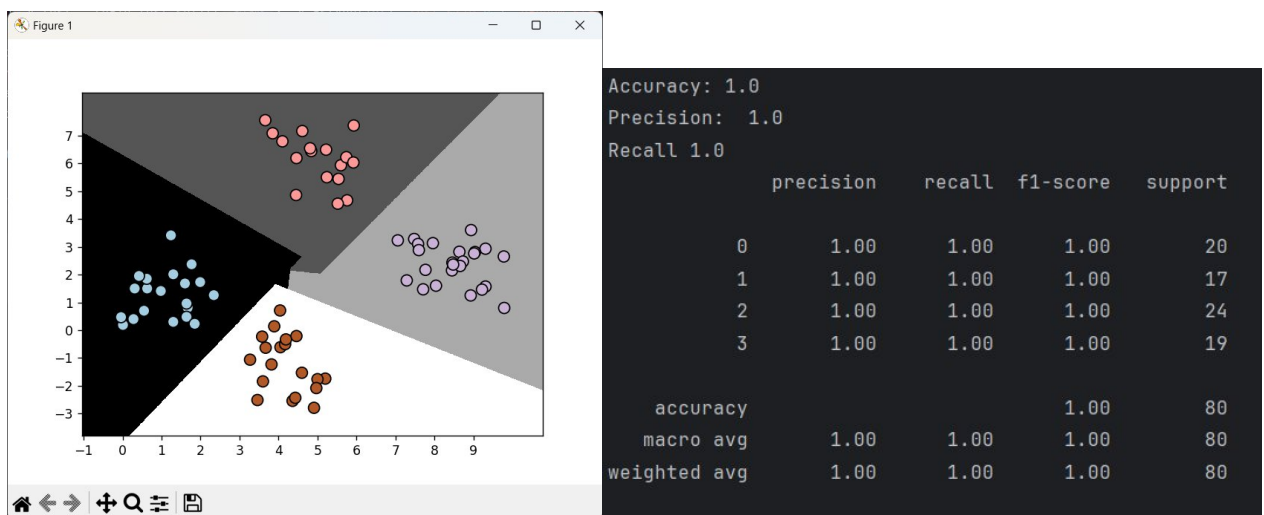 Figure 1
7
6
5
4
3
2
1
0
−1
−2
−3
−1 0 1 2 3 4 5 6 7 8 9
Accuracy: 1.0
Precision:  1.0
Recall 1.0
precision recall f1-score support
0 1.00 1.00 1.00 20
1 1.00 1.00 1.00 17
2 1.00 1.00 1.00 24
3 1.00 1.00 1.00 19
accuracy 1.00 80
macro avg 1.00 1.00 1.00 80
weighted avg 1.00 1.00 1.00 80